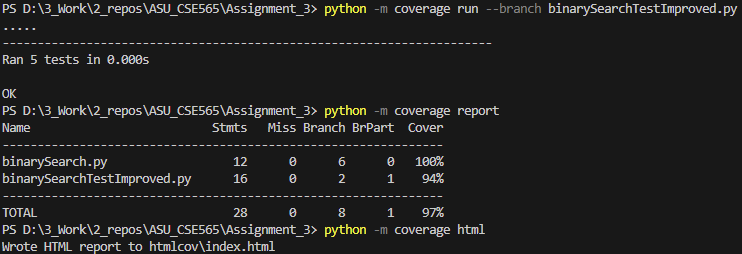 PS D:\3_Work\2_repos\ASU_CSE565\Assignment_3> python -m coverage run --branch binarySearchTestImproved.py
.....
----------------------------------------------------------------------
Ran 5 tests in 0.000s
OK
PS D:\3_Work\2_repos\ASU_CSE565\Assignment_3> python -m coverage report
Name                          Stmts   Miss Branch BrPart  Cover
---------------------------------------------------------------
binarySearch.py                  12      0      6      0   100%
binarySearchTestImproved.py      16      0      2      1    94%
---------------------------------------------------------------
TOTAL                            28      0      8      1    97%
PS D:\3_Work\2_repos\ASU_CSE565\Assignment_3> python -m coverage html
Wrote HTML report to htmlcov\index.html